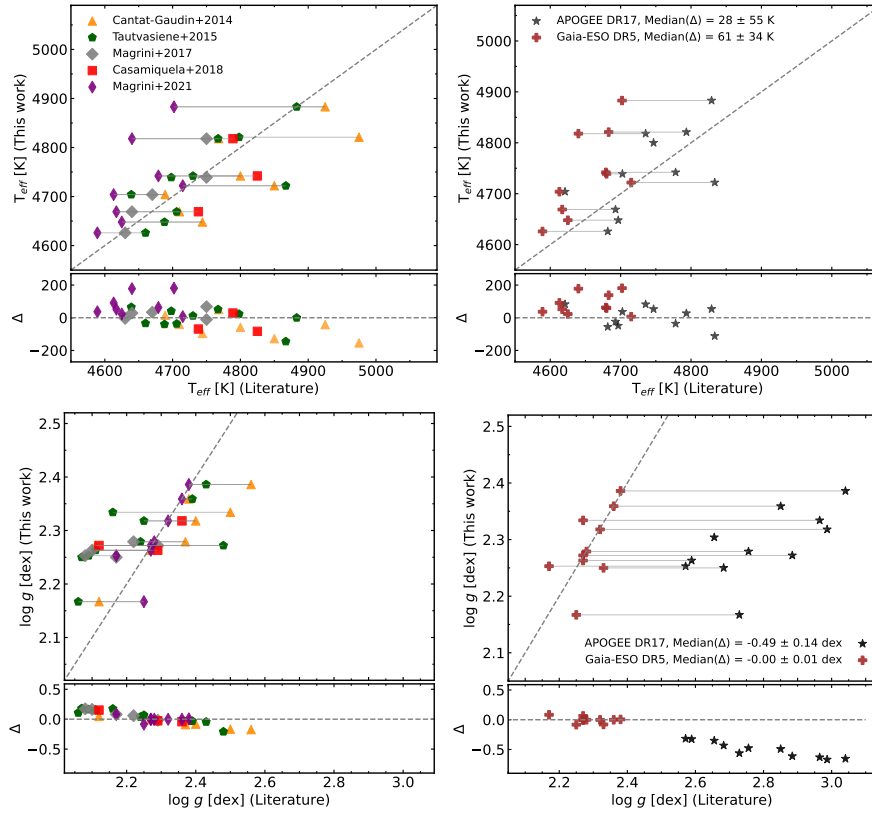 Cantat-Gaudin+2014
Tautvasiene+2015
Magrini+2017
Casamiquela+2018
Magrini+2021
5000
4900
4800
4700
4600
T_eff [K] (This work)
200
0
−200
Δ
4600 4700 4800 4900 5000
T_eff [K] (Literature)
APOGEE DR17, Median(Δ) = 28 ± 55 K
Gaia-ESO DR5, Median(Δ) = 61 ± 34 K
5000
4900
4800
4700
4600
T_eff [K] (This work)
200
0
−200
Δ
4600 4700 4800 4900 5000
T_eff [K] (Literature)
2.5
2.4
2.3
2.2
2.1
log g [dex] (This work)
0.5
0.0
−0.5
Δ
2.2 2.4 2.6 2.8 3.0
log g [dex] (Literature)
2.5
2.4
2.3
2.2
2.1
log g [dex] (This work)
APOGEE DR17, Median(Δ) = -0.49 ± 0.14 dex
Gaia-ESO DR5, Median(Δ) = -0.00 ± 0.01 dex
0.5
0.0
−0.5
Δ
2.2 2.4 2.6 2.8 3.0
log g [dex] (Literature)